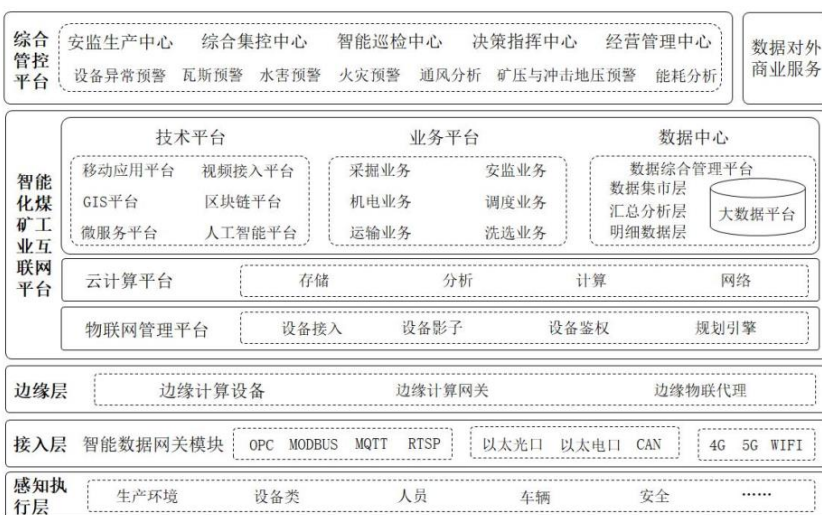 综合管控平台
安监生产中心 综合集控中心 智能巡检中心 决策指挥中心 经营管理中心
设备异常预警 瓦斯预警 水害预警 火灾预警 通风分析 矿压与冲击地压预警 能耗分析
数据对外
商业服务
智能化煤矿工业互联网平台
技术平台 业务平台 数据中心
移动应用平台 视频接入平台
GIS平台 区块链平台
微服务平台 人工智能平台
采掘业务 安监业务
机电业务 调度业务
运输业务 洗选业务
数据综合管理平台
数据集市层
汇总分析层
明细数据层
大数据平台
云计算平台 存储 分析 计算 网络
物联网管理平台 设备接入 设备影子 设备鉴权 规划引擎
边缘层 边缘计算设备 边缘计算网关 边缘物联代理
接入层 智能数据网关模块 OPC MODBUS MQTT RTSP 以太光口 以太电口 CAN 4G 5G WIFI
感知执行层 生产环境 设备类 人员 车辆 安全 ……